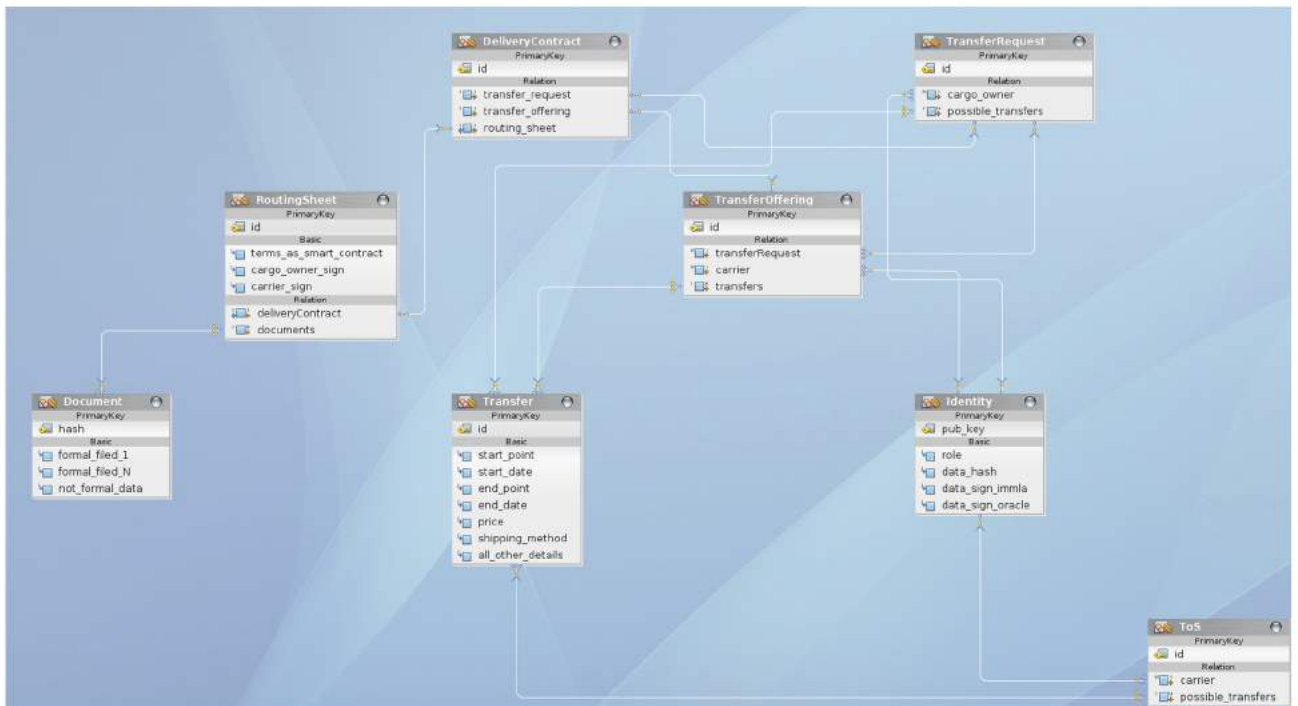 DeliveryContract
PrimaryKey
id
Relation
transfer_request
transfer_offering
routing_sheet
TransferRequest
PrimaryKey
id
Relation
cargo_owner
possible_transfers
RoutingSheet
PrimaryKey
id
Basic
terms_as_smart_contract
cargo_owner_sign
carrier_sign
Relation
deliveryContract
documents
TransferOffering
PrimaryKey
id
Relation
transferRequest
carrier
transfers
Document
PrimaryKey
hash
Basic
formal_filed_1
formal_filed_N
not_formal_data
Transfer
PrimaryKey
id
Basic
start_point
start_date
end_point
end_date
price
shipping_method
all_other_details
Identity
PrimaryKey
pub_key
Basic
role
data_hash
data_sign_immla
data_sign_oracle
ToS
PrimaryKey
id
Relation
carrier
possible_transfers